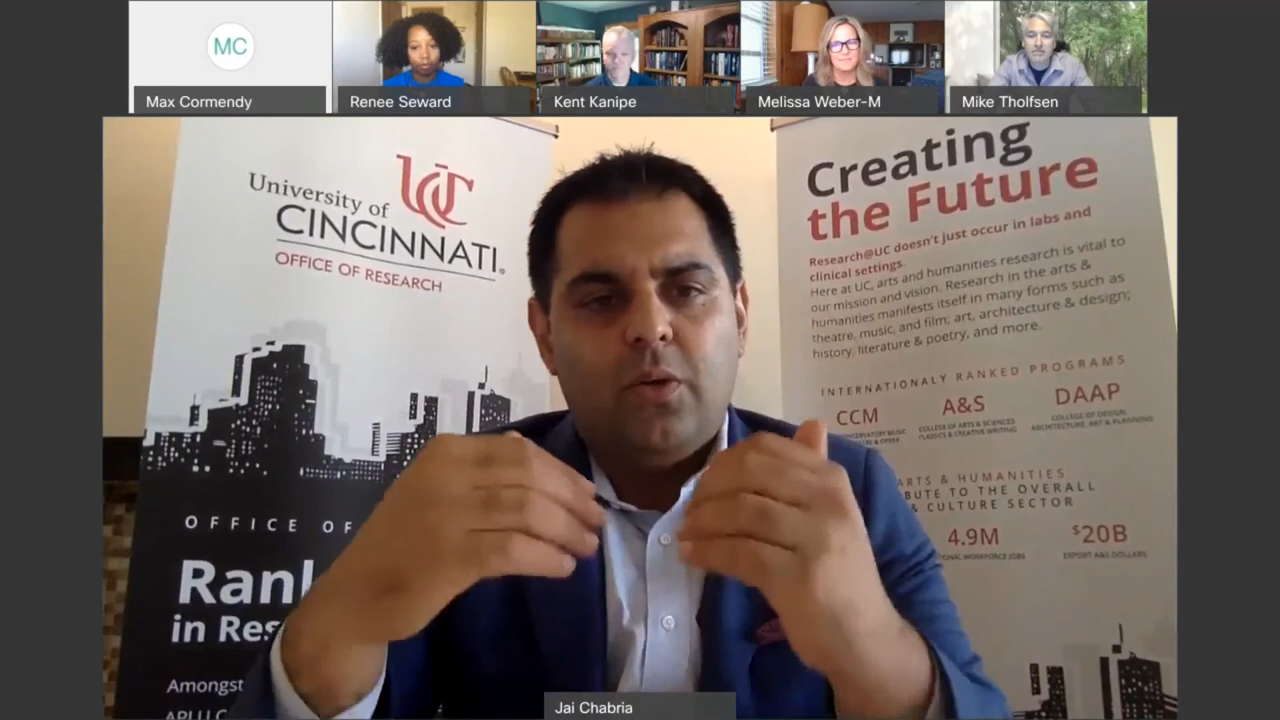 MC
Max Cormendy
Renee Seward
Kent Kanipe
Melissa Weber-M
Mike Tholfsen
UC
University of
CINCINNATI
OFFICE OF RESEARCH
OFFICE OF
in Res
Amongst
Creating
the Future
Research@UC doesn't just occur in labs and
clinical settings.
Here at UC, arts and humanities research is vital to
our mission and vision. Research in the arts &
humanities manifests itself in many forms such as
theatre, music, and film; art, architecture & design;
history, literature & poetry, and more.
INTERNATIONALY RANKED PROGRAMS
CCM
A&S
DAAP
COLLEGE OF ARTS & SCIENCES
CLASSICS & CREATIVE WRITING
COLLEGE OF DESIGN,
ARCHITECTURE, ART & PLANNING
ARTS & HUMANITIES
BUTE TO THE OVERALL
& CULTURE SECTOR
4.9M
$20B
WORKFORCE JOBS
EXPORT A&S DOLLARS
Jai Chabria